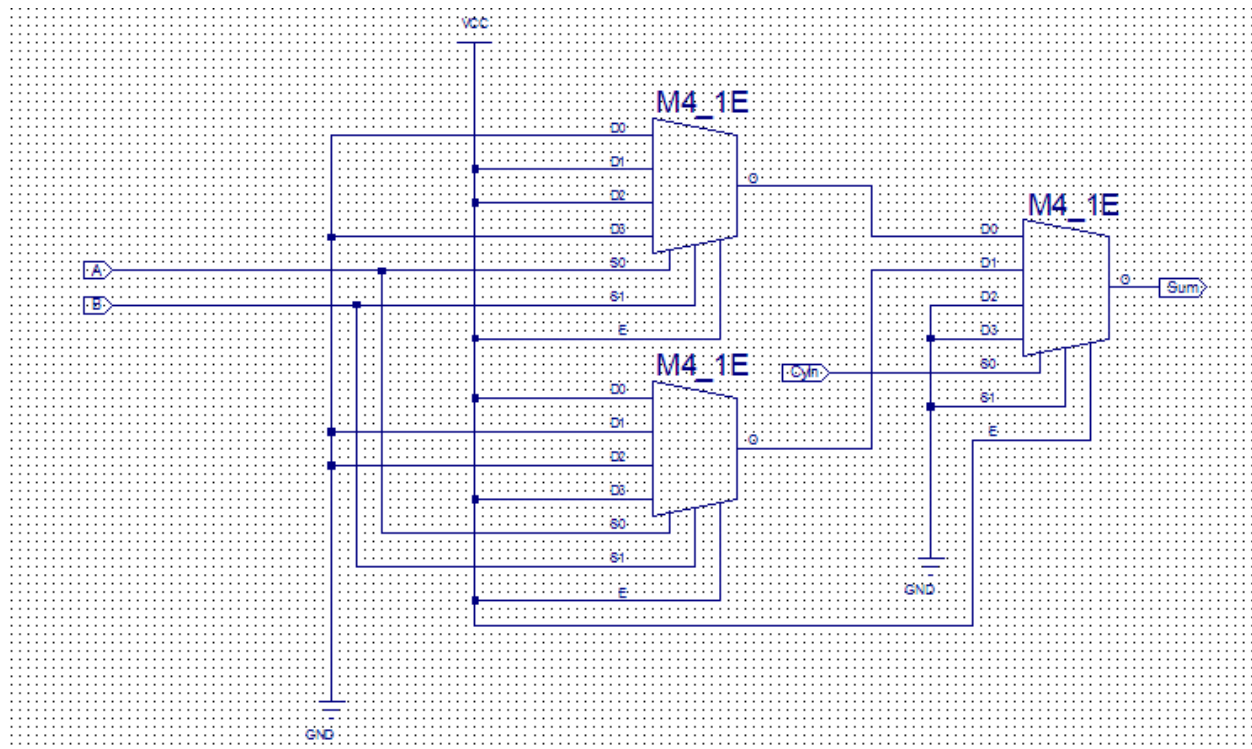 VCC
M4_1E
D0
D1
D2
D3
S0
S1
E
O
A
B
M4_1E
D0
D1
D2
D3
S0
S1
E
O
M4_1E
D0
D1
D2
D3
S0
S1
E
O
CyIn
Sum
GND
GND